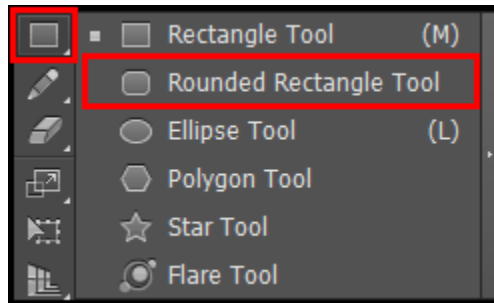 Rectangle Tool (M)
Rounded Rectangle Tool
Ellipse Tool (L)
Polygon Tool
Star Tool
Flare Tool